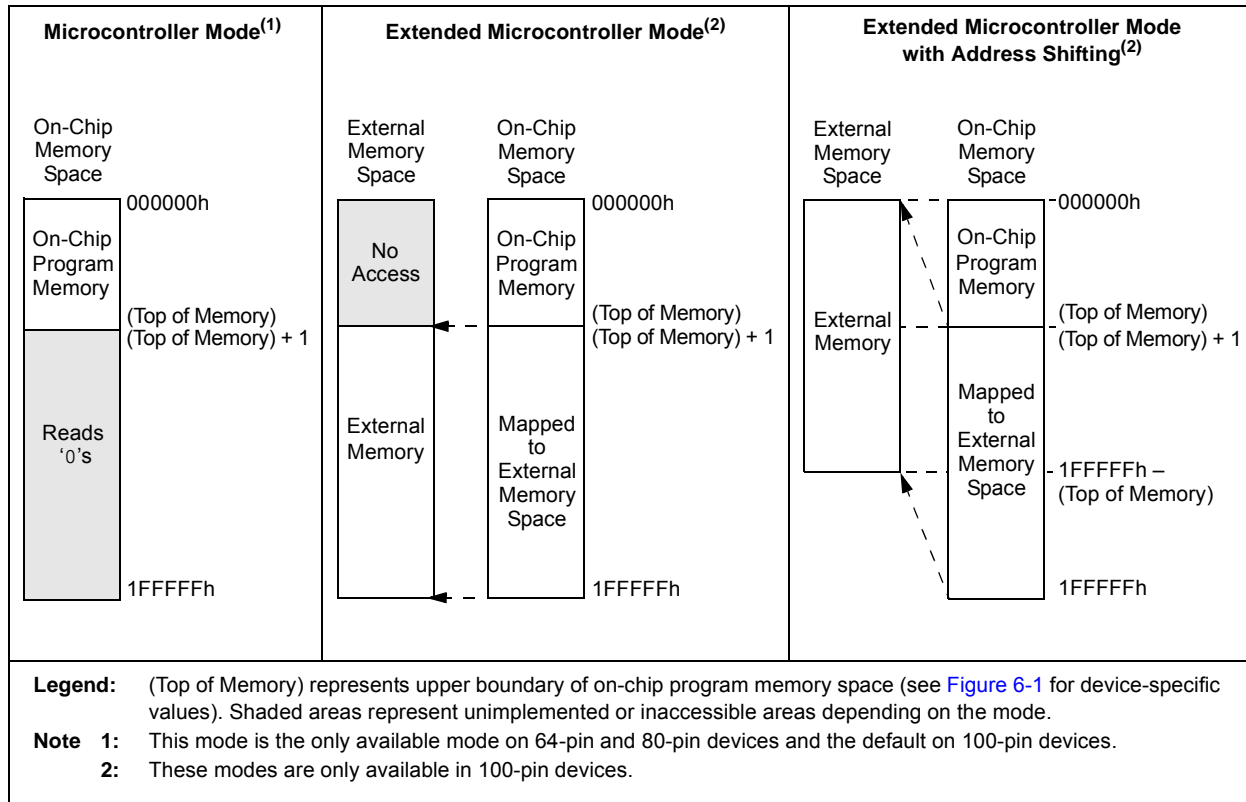 Microcontroller Mode(1)
On-Chip
Memory
Space
000000h
On-Chip
Program
Memory
(Top of Memory)
(Top of Memory) + 1
Reads
‘0’s
1FFFFFh
Extended Microcontroller Mode(2)
External
Memory
Space
On-Chip
Memory
Space
000000h
No
Access
On-Chip
Program
Memory
(Top of Memory)
(Top of Memory) + 1
External
Memory
Mapped
to
External
Memory
Space
1FFFFFh
Extended Microcontroller Mode
with Address Shifting(2)
External
Memory
Space
On-Chip
Memory
Space
000000h
On-Chip
Program
Memory
External
Memory
(Top of Memory)
(Top of Memory) + 1
Mapped
to
External
Memory
Space
1FFFFFh –
(Top of Memory)
1FFFFFh
Legend: (Top of Memory) represents upper boundary of on-chip program memory space (see Figure 6-1 for device-specific
values). Shaded areas represent unimplemented or inaccessible areas depending on the mode.
Note 1: This mode is the only available mode on 64-pin and 80-pin devices and the default on 100-pin devices.
2: These modes are only available in 100-pin devices.